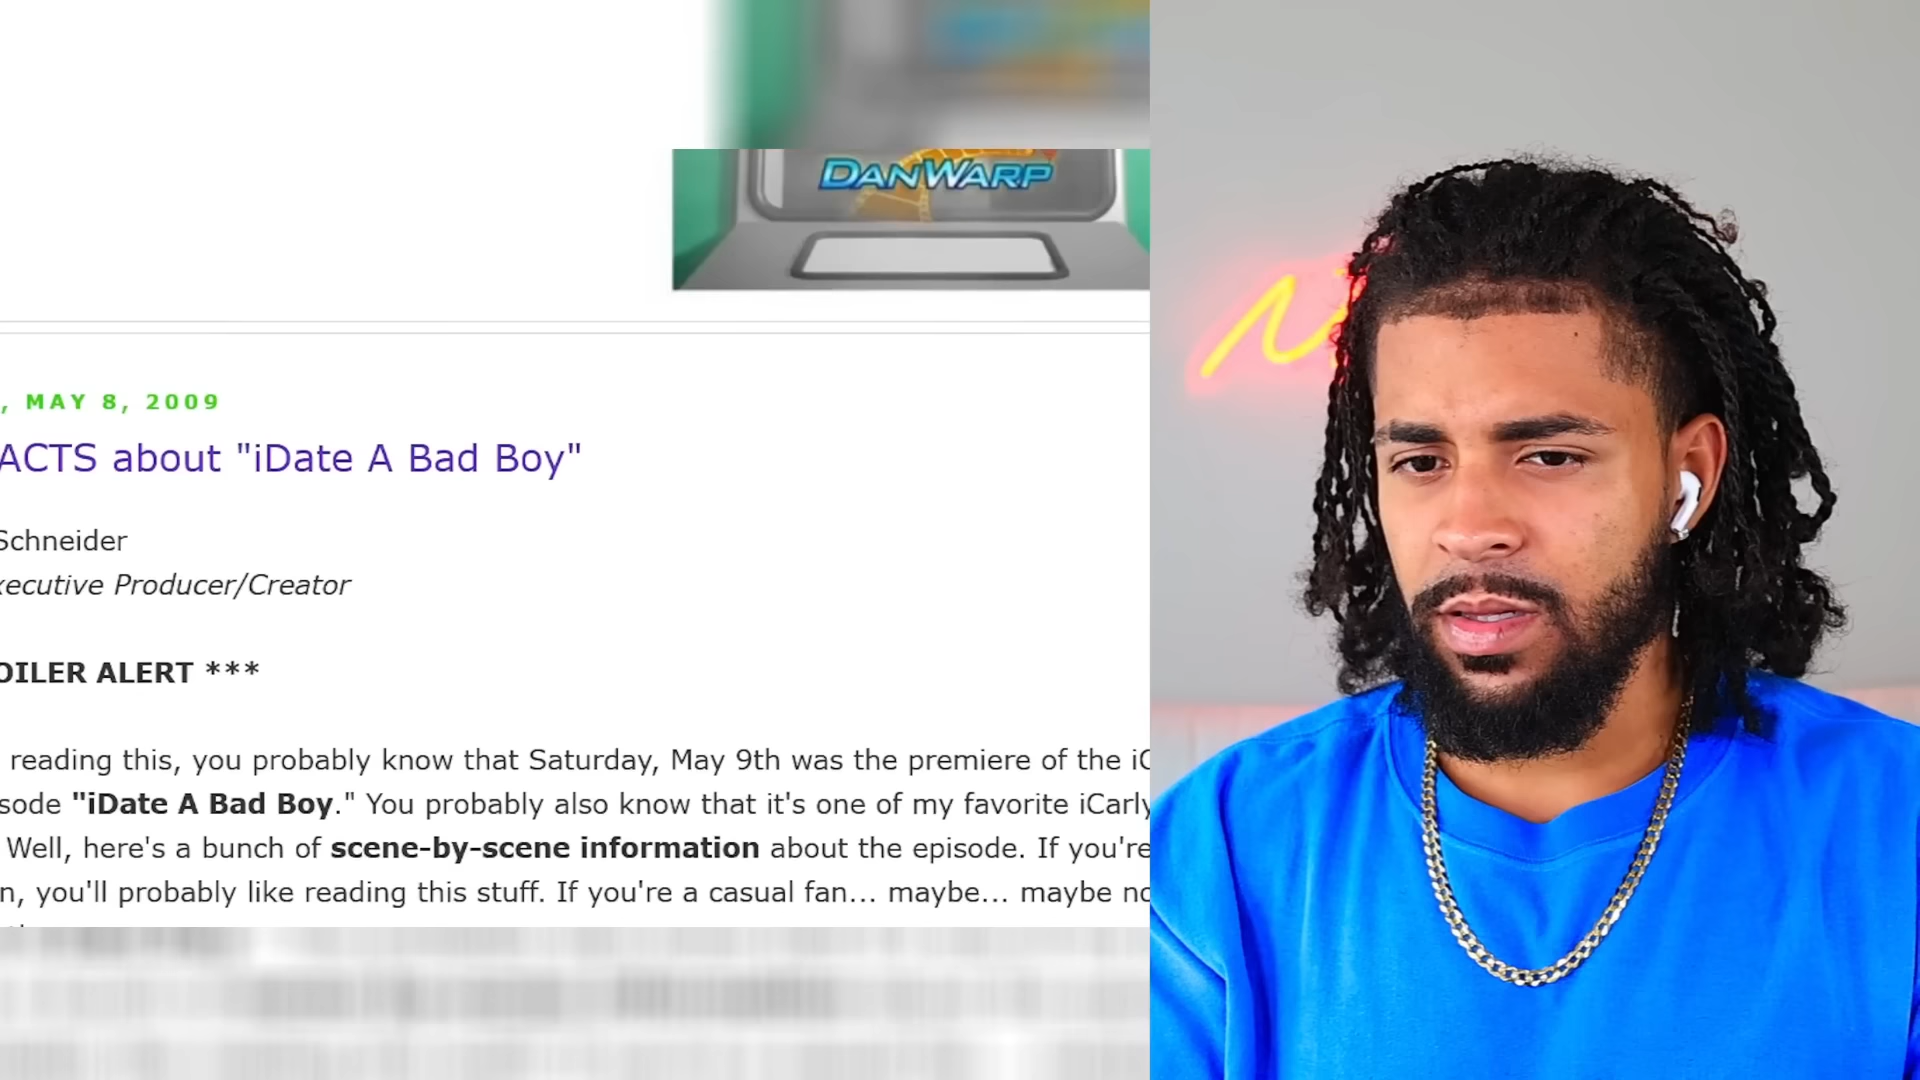 DANWARP
, MAY 8, 2009
ACTS about "iDate A Bad Boy"
Schneider
xecutive Producer/Creator
OILER ALERT ***
reading this, you probably know that Saturday, May 9th was the premiere of the iC
sode "iDate A Bad Boy." You probably also know that it's one of my favorite iCarly
Well, here's a bunch of scene-by-scene information about the episode. If you're
n, you'll probably like reading this stuff. If you're a casual fan... maybe... maybe no